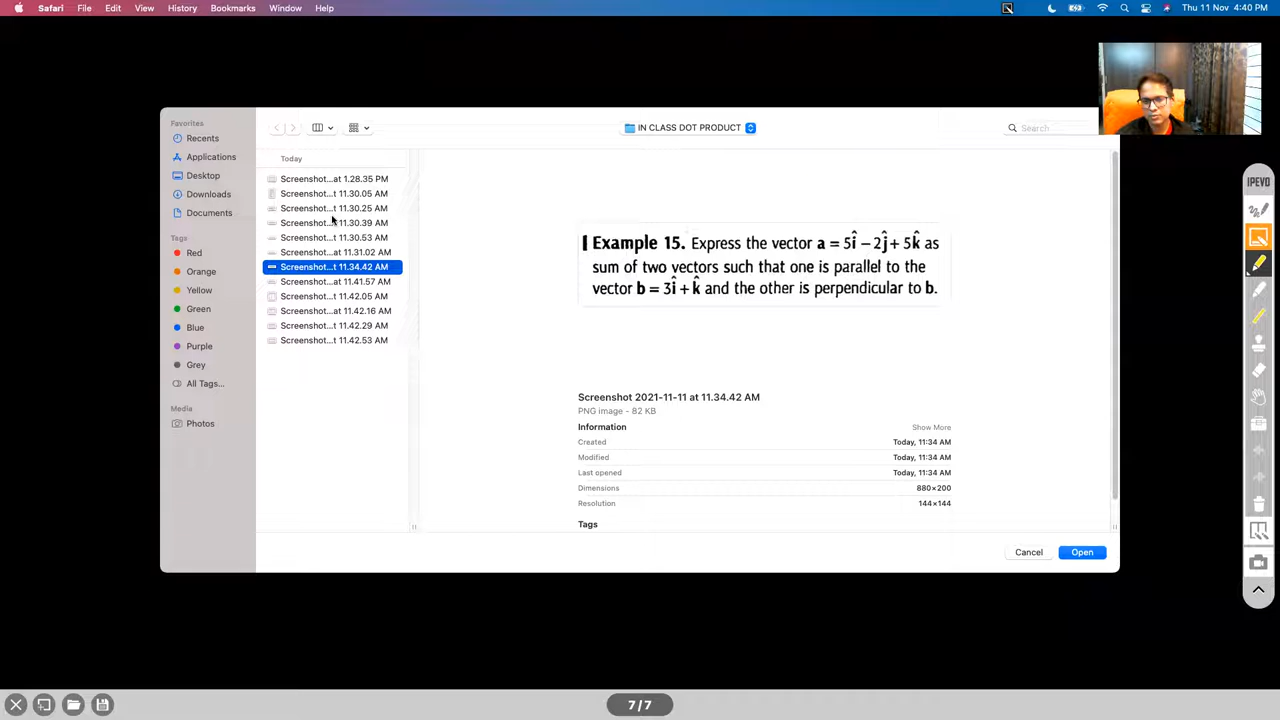 Safari File Edit View History Bookmarks Window Help
Thu 11 Nov 4:40 PM
Favorites
Recents
Applications
Desktop
Downloads
Documents
Tags
Red
Orange
Yellow
Green
Blue
Purple
Grey
All Tags...
Media
Photos
IN CLASS DOT PRODUCT
Search
Today
Screenshot...at 1.28.35 PM
Screenshot...t 11.30.05 AM
Screenshot...t 11.30.25 AM
Screenshot...t 11.30.39 AM
Screenshot...t 11.30.53 AM
Screenshot...at 11.31.02 AM
Screenshot...t 11.34.42 AM
Screenshot...at 11.41.57 AM
Screenshot...t 11.42.05 AM
Screenshot...at 11.42.16 AM
Screenshot...t 11.42.29 AM
Screenshot...t 11.42.53 AM
Example 15. Express the vector a = 5î − 2ĵ + 5k̂ as
sum of two vectors such that one is parallel to the
vector b = 3î + k̂ and the other is perpendicular to b.
Screenshot 2021-11-11 at 11.34.42 AM
PNG image - 82 KB
Information Show More
Created Today, 11:34 AM
Modified Today, 11:34 AM
Last opened Today, 11:34 AM
Dimensions 880×200
Resolution 144×144
Tags
Cancel Open
IPEVO
7/7